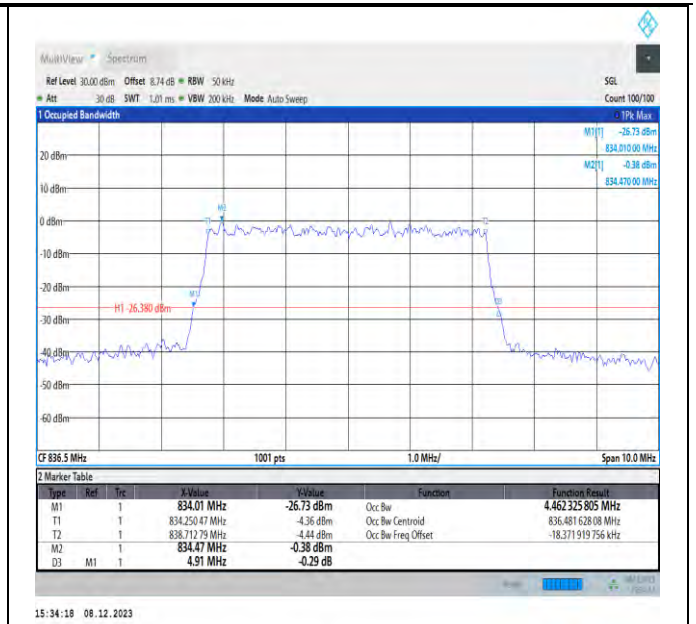 MultiView Spectrum
Ref Level 30.00 dBm Offset 8.74 dB RBW 50 kHz SGL
Att 30 dB SWT 1.01 ms VBW 200 kHz Mode Auto Sweep Count 100/100
1 Occupied Bandwidth 1Pk Max
M1[1] -26.73 dBm
834.010 00 MHz
M2[1] -0.38 dBm
834.470 00 MHz
20 dBm
10 dBm
M2
T1 T2
0 dBm
-10 dBm
-20 dBm
M1
D3
H1 -26.380 dBm
-30 dBm
-40 dBm
-50 dBm
-60 dBm
CF 836.5 MHz 1001 pts 1.0 MHz/ Span 10.0 MHz
2 Marker Table
Type Ref Trc X-Value Y-Value Function Function Result
M1 1 834.01 MHz -26.73 dBm Occ Bw 4.462 325 805 MHz
T1 1 834.250 47 MHz -4.36 dBm Occ Bw Centroid 836.481 628 08 MHz
T2 1 838.712 79 MHz -4.44 dBm Occ Bw Freq Offset -18.371 919 756 kHz
M2 1 834.47 MHz -0.38 dBm
D3 M1 1 4.91 MHz -0.29 dB
15:34:18 08.12.2023